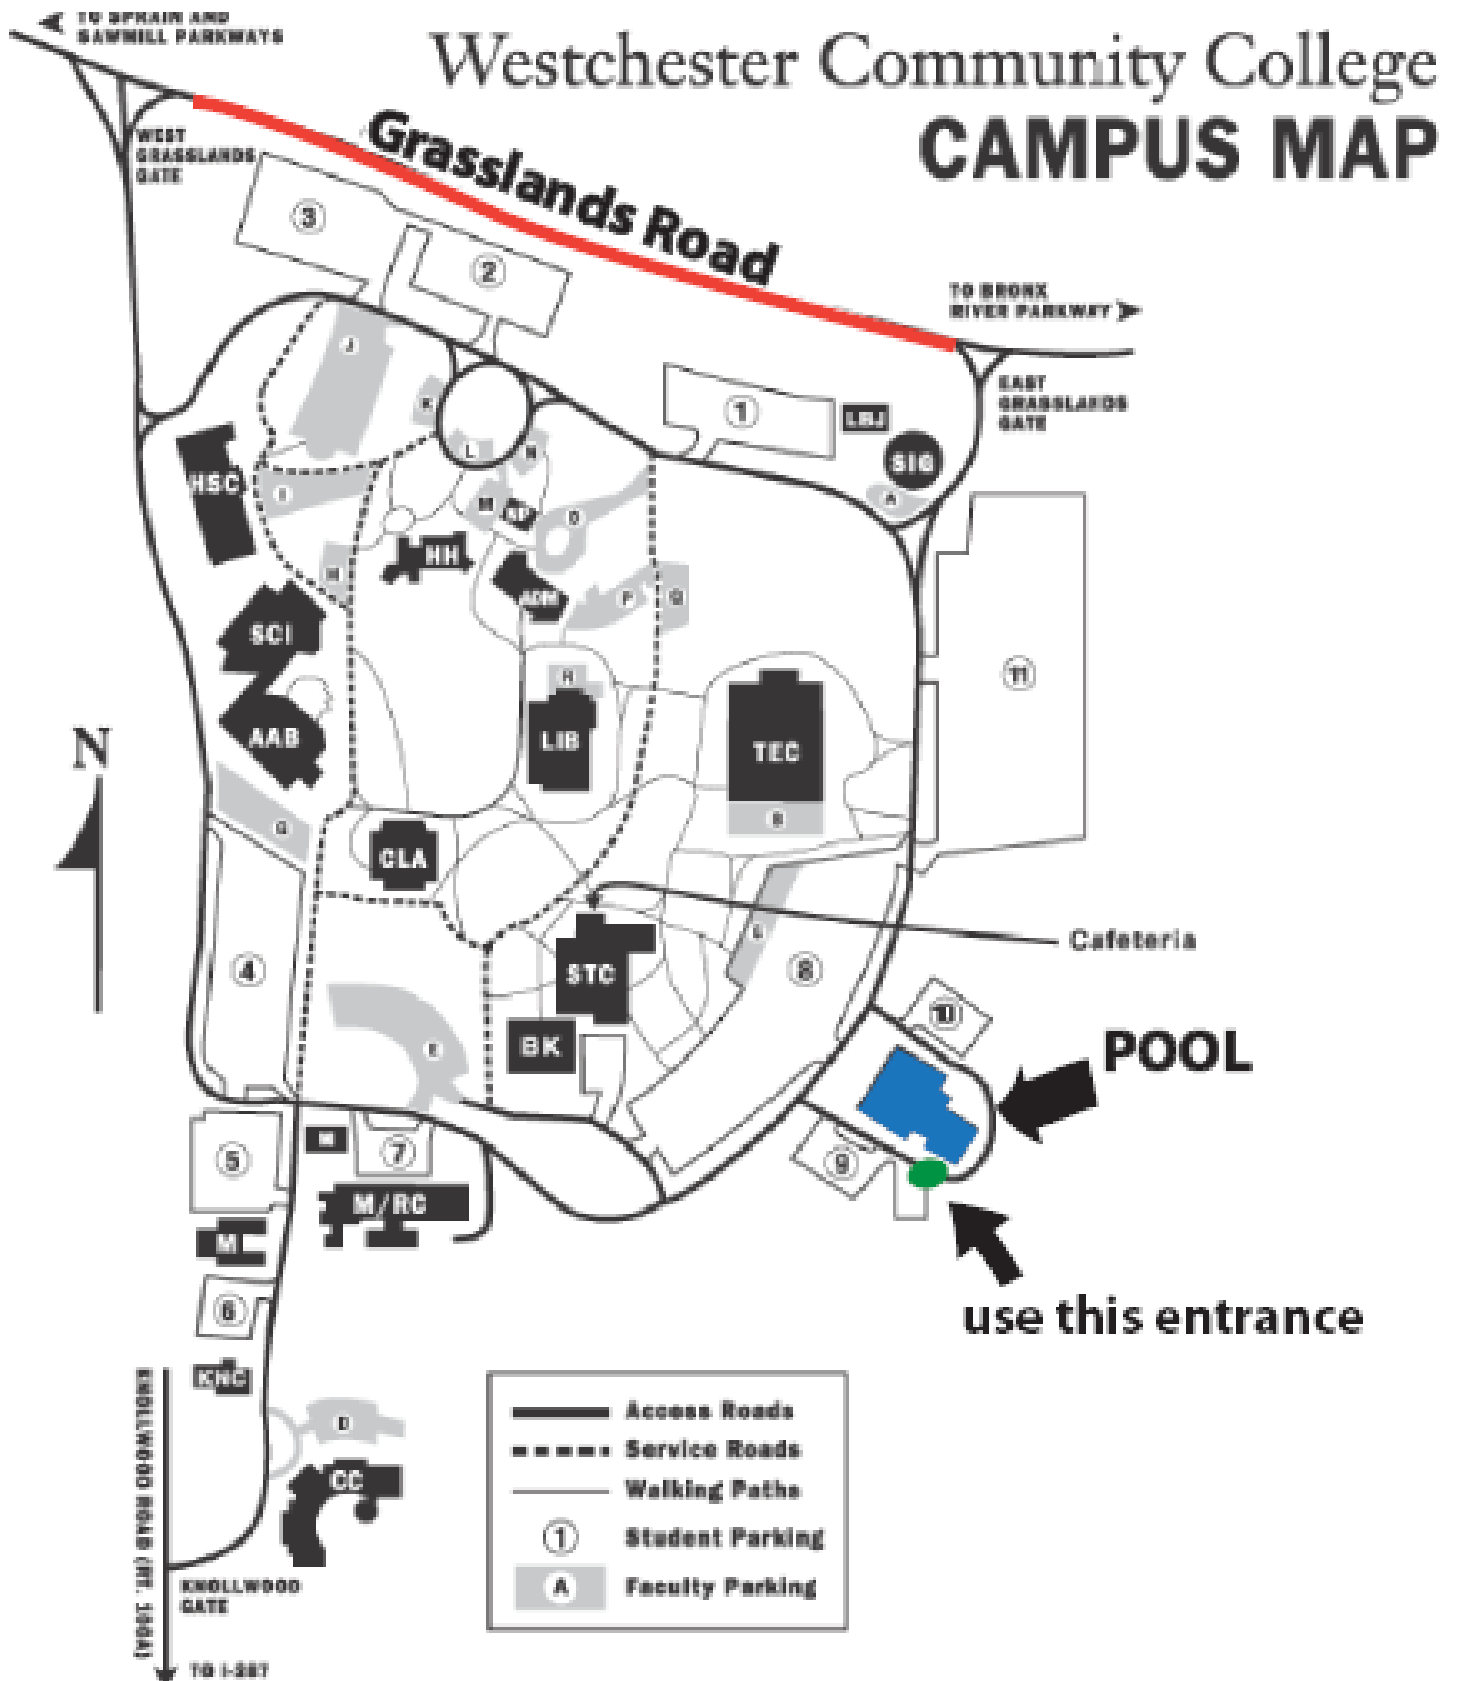 TO SPRAIN AND
SAWMILL PARKWAYS
Westchester Community College
CAMPUS MAP
Grasslands Road
WEST
GRASSLANDS
GATE
3
2
TO BRONX
RIVER PARKWAY
J
EAST
GRASSLANDS
GATE
K
1
SIG
L
N
HSC
I
A
M
O
HH
H
ADM
P
Q
SCI
11
R
N
AAB
LIB
TEC
B
G
CLA
Cafeteria
4
STC
8
10
BK
E
POOL
5
7
9
M/RC
M
use this entrance
6
KNC
Access Roads
D
Service Roads
CC
Walking Paths
1
Student Parking
A
Faculty Parking
KNOLLWOOD
GATE
KNOLLWOOD ROAD (RT. 100A)
TO I-287